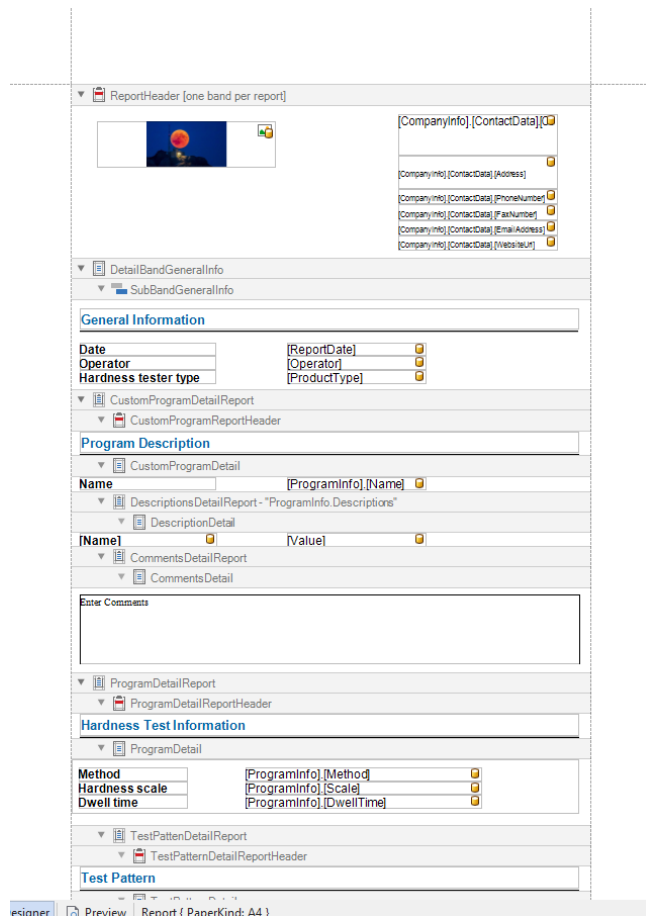 ReportHeader [one band per report]
[CompanyInfo].[ContactData].[C
[CompanyInfo].[ContactData].[Address]
[CompanyInfo].[ContactData].[PhoneNumber]
[CompanyInfo].[ContactData].[FaxNumber]
[CompanyInfo].[ContactData].[EmailAddress]
[CompanyInfo].[ContactData].[WebsiteUrl]
DetailBandGeneralInfo
SubBandGeneralInfo
General Information
Date [ReportDate]
Operator [Operator]
Hardness tester type [ProductType]
CustomProgramDetailReport
CustomProgramReportHeader
Program Description
CustomProgramDetail
Name [ProgramInfo].[Name]
DescriptionsDetailReport - "ProgramInfo.Descriptions"
DescriptionDetail
[Name] [Value]
CommentsDetailReport
CommentsDetail
Enter Comments
ProgramDetailReport
ProgramDetailReportHeader
Hardness Test Information
ProgramDetail
Method [ProgramInfo].[Method]
Hardness scale [ProgramInfo].[Scale]
Dwell time [ProgramInfo].[DwellTime]
TestPattenDetailReport
TestPatternDetailReportHeader
Test Pattern
esigner Preview Report { PaperKind: A4 }